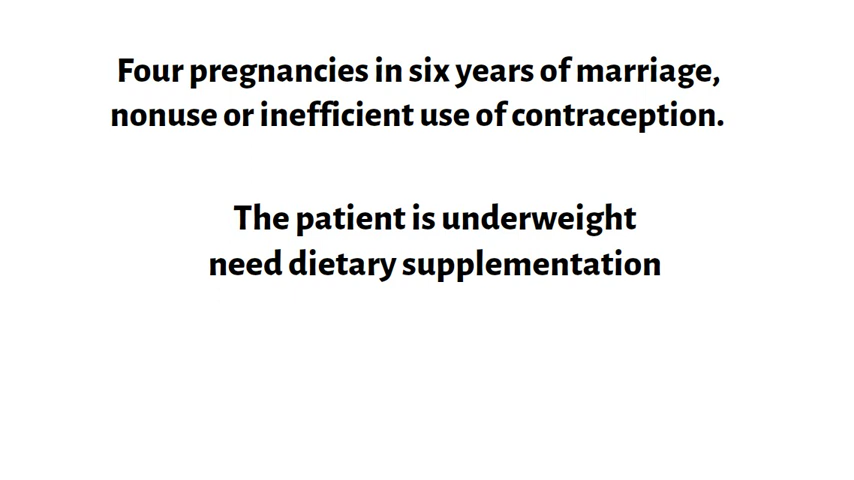 Four pregnancies in six years of marriage,
nonuse or inefficient use of contraception.
The patient is underweight
need dietary supplementation